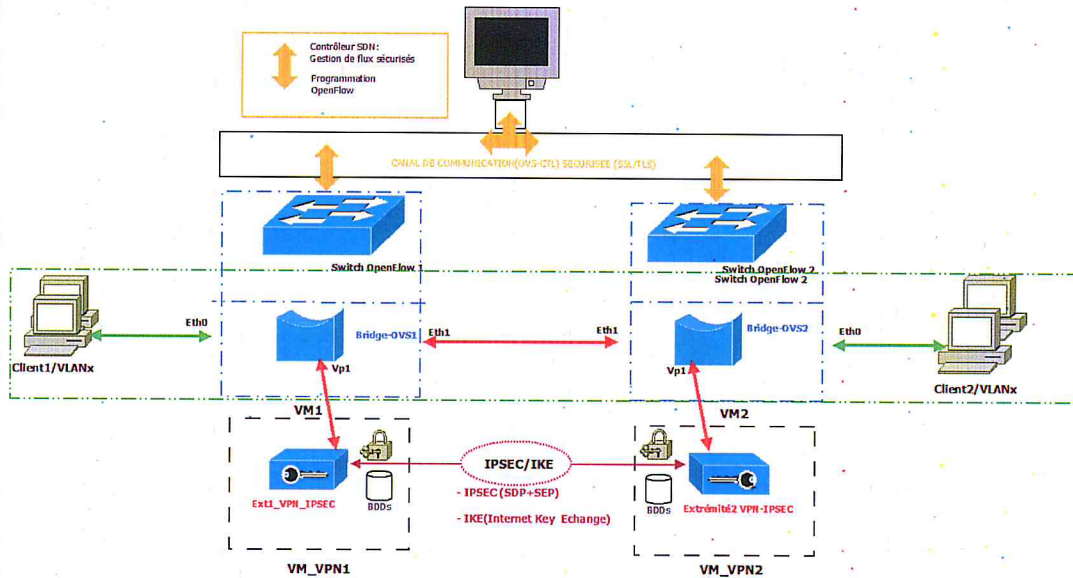 Contrôleur SDN:
Gestion de flux sécurisés
Programmation
OpenFlow
CANAL DE COMMUNICATION(OVS-CTL) SECURISEE (SSL/TLS)
Switch OpenFlow 1
Switch OpenFlow 2
Switch OpenFlow 2
Eth0
Bridge-OVS1
Eth1
Eth1
Bridge-OVS2
Eth0
Client1/VLANx
Vp1
Vp1
Client2/VLANx
VM1
VM2
IPSEC/IKE
- IPSEC(SDP+SEP)
- IKE(Internet Key Echange)
Ext1_VPN_IPSEC
BDDs
BDDs
Extrémité2 VPN-IPSEC
VM_VPN1
VM_VPN2